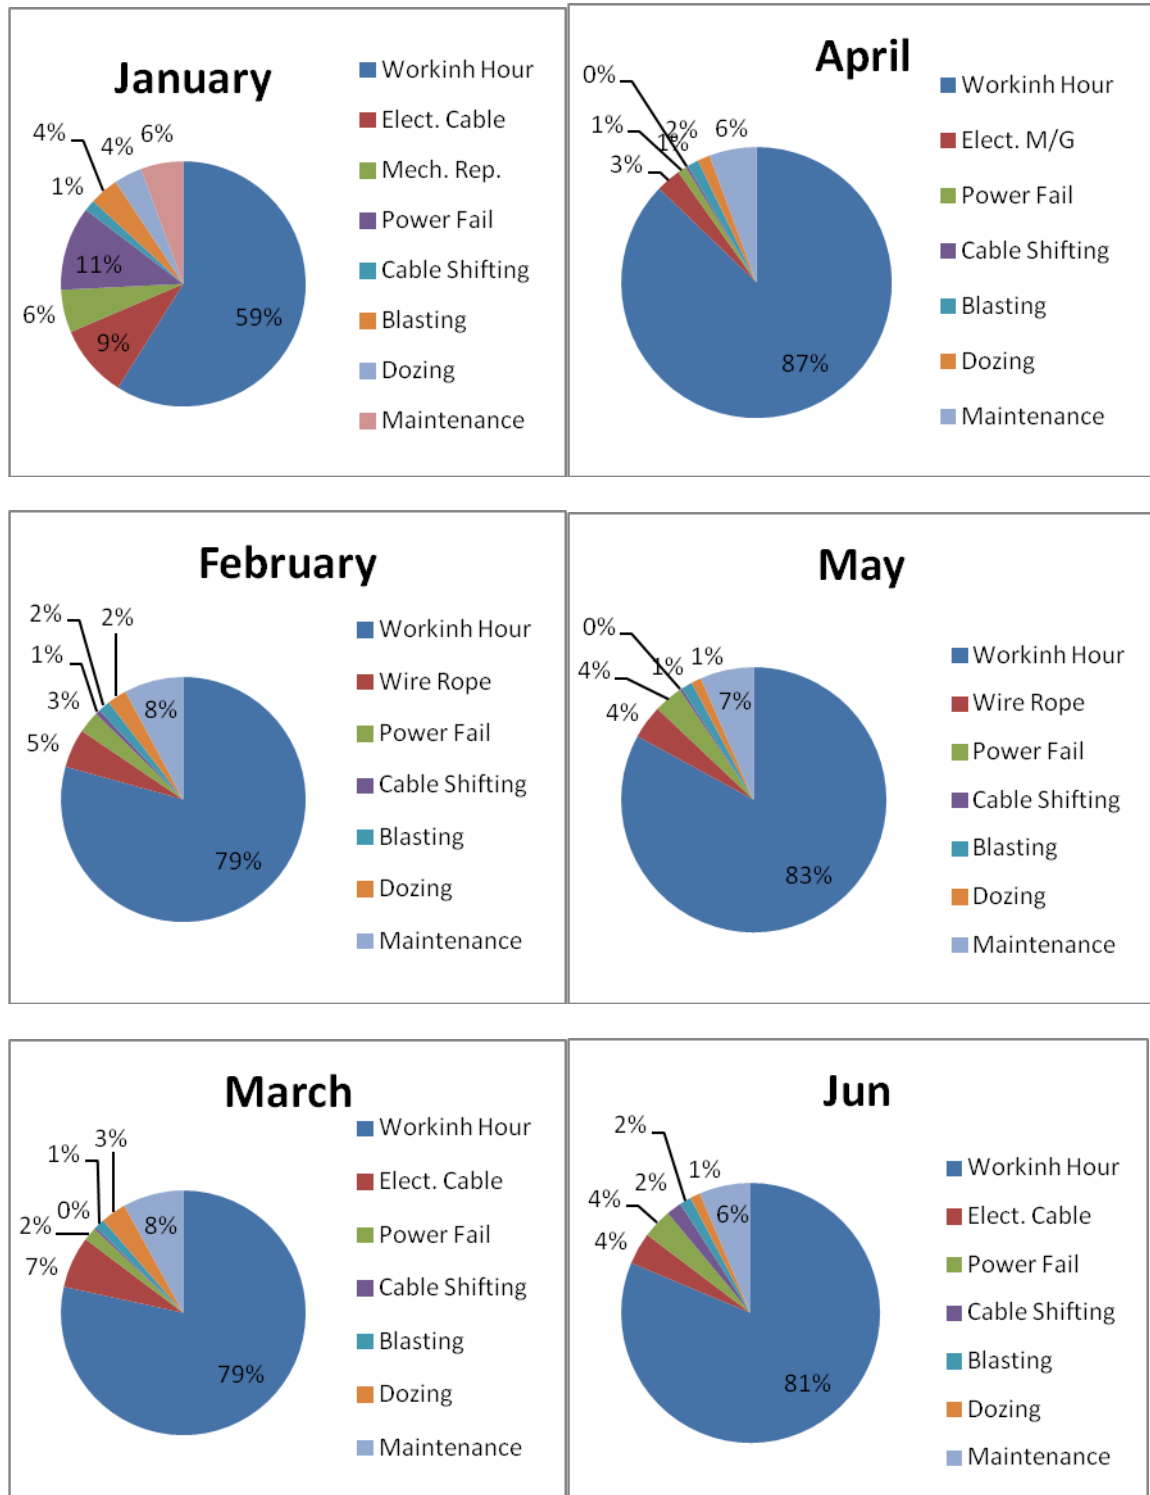 January
Workinh Hour
Elect. Cable
Mech. Rep.
Power Fail
Cable Shifting
Blasting
Dozing
Maintenance
4%
4%
6%
1%
11%
6%
9%
59%
April
Workinh Hour
Elect. M/G
Power Fail
Cable Shifting
Blasting
Dozing
Maintenance
0%
1%
1%
2%
6%
3%
87%
February
Workinh Hour
Wire Rope
Power Fail
Cable Shifting
Blasting
Dozing
Maintenance
2%
2%
1%
3%
8%
5%
79%
May
Workinh Hour
Wire Rope
Power Fail
Cable Shifting
Blasting
Dozing
Maintenance
0%
1%
1%
4%
7%
4%
83%
March
Workinh Hour
Elect. Cable
Power Fail
Cable Shifting
Blasting
Dozing
Maintenance
3%
1%
0%
2%
8%
7%
79%
Jun
Workinh Hour
Elect. Cable
Power Fail
Cable Shifting
Blasting
Dozing
Maintenance
2%
2%
1%
4%
6%
4%
81%